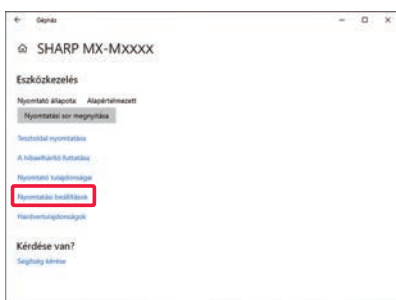 Gépház
SHARP MX-MXXXX
Eszközkezelés
Nyomtató állapota: Alapértelmezett
Nyomtatási sor megnyitása
Tesztoldal nyomtatása
A hibaelhárító futtatása
Nyomtató tulajdonságai
Nyomtatási beállítások
Hardvertulajdonságok
Kérdése van?
Segítség kérése